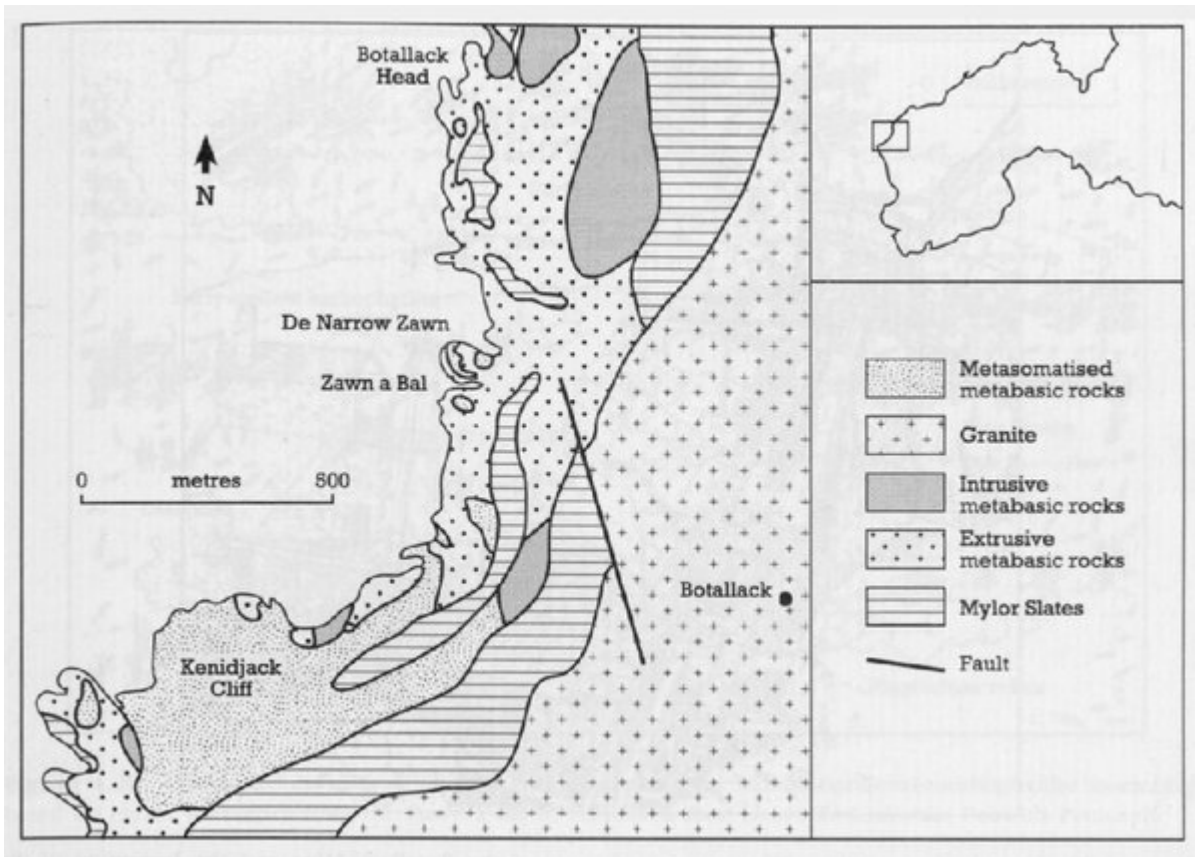 Botallack
Head
N
De Narrow Zawn
Zawn a Bal
0 metres 500
Kenidjack
Cliff
Botallack
Metasomatised
metabasic rocks
Granite
Intrusive
metabasic rocks
Extrusive
metabasic rocks
Mylor Slates
Fault